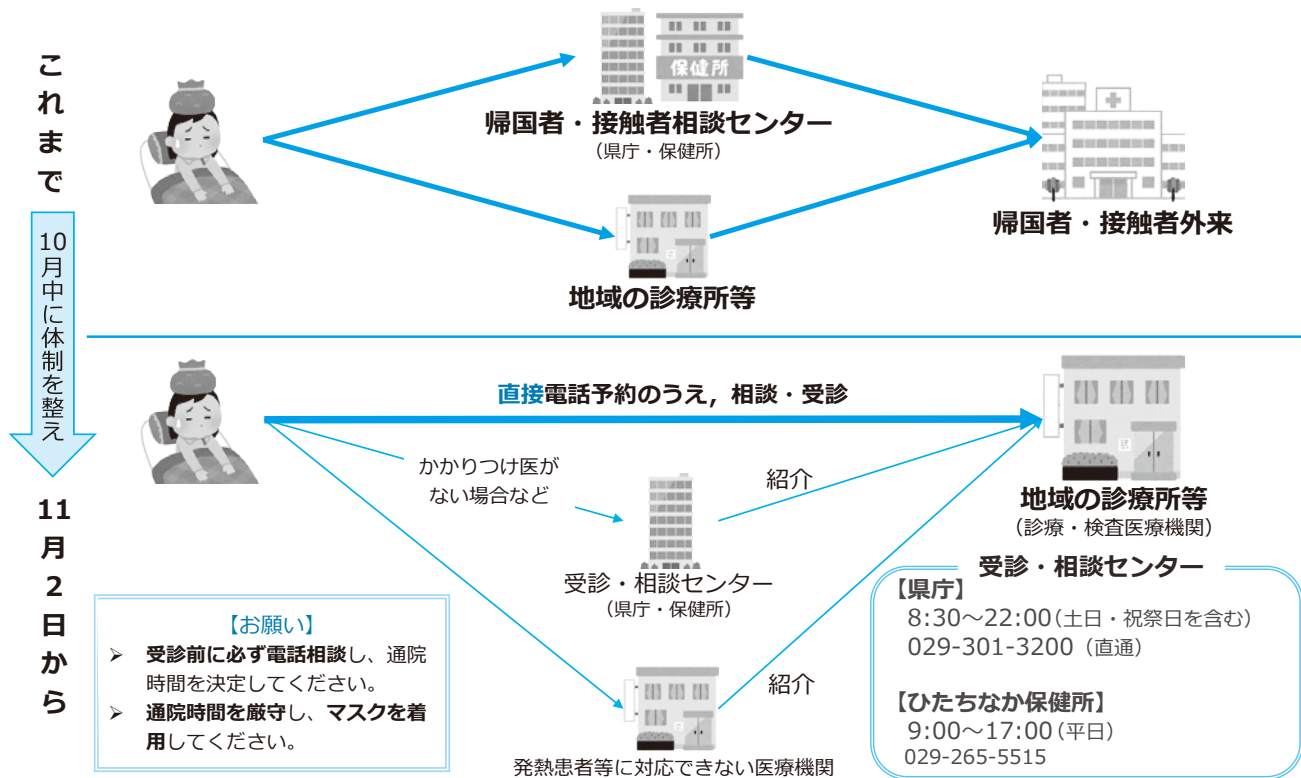 これまで
保健所
帰国者・接触者相談センター
（県庁・保健所）
帰国者・接触者外来
地域の診療所等
10月中に体制を整え
11月2日から
直接電話予約のうえ，相談・受診
かかりつけ医が
ない場合など
紹介
地域の診療所等
（診療・検査医療機関）
受診・相談センター
（県庁・保健所）
紹介
発熱患者等に対応できない医療機関
【お願い】
➢ 受診前に必ず電話相談し、通院
時間を決定してください。
➢ 通院時間を厳守し、マスクを着
用してください。
受診・相談センター
【県庁】
8:30～22:00（土日・祝祭日を含む）
029-301-3200（直通）
【ひたちなか保健所】
9:00～17:00（平日）
029-265-5515